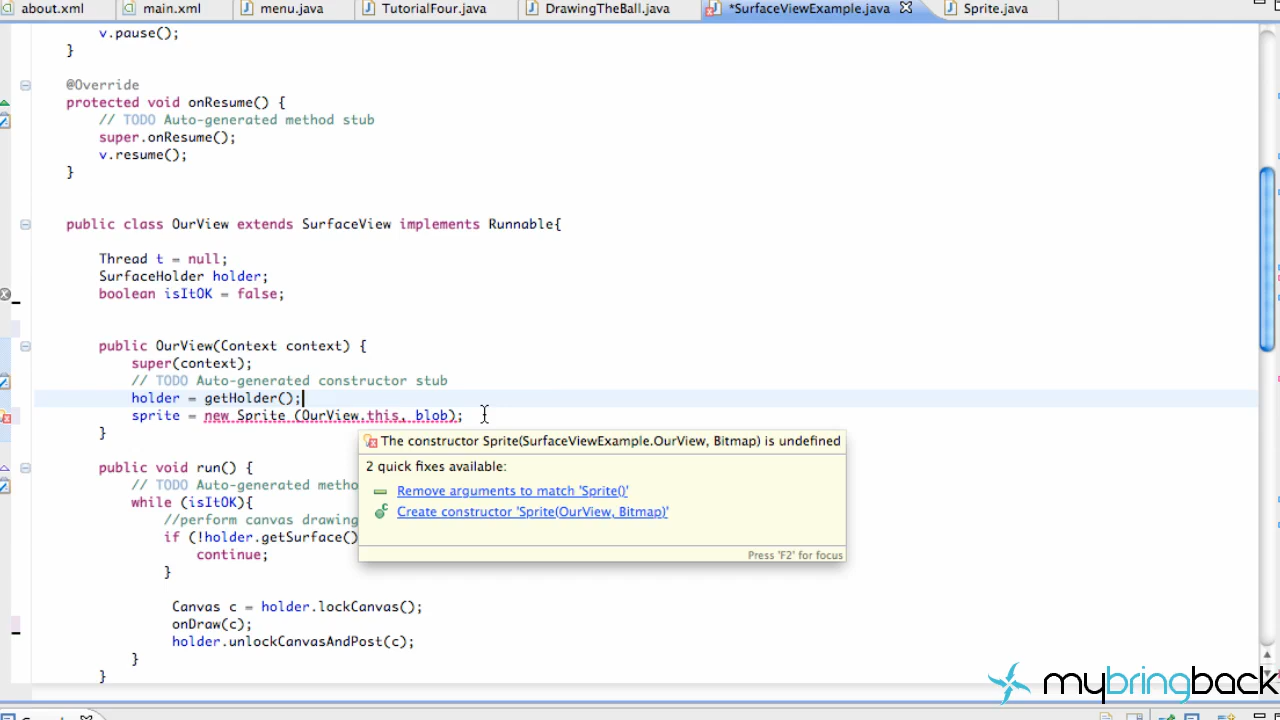 about.xml main.xml menu.java TutorialFour.java DrawingTheBall.java *SurfaceViewExample.java Sprite.java
v.pause();
}
@Override
protected void onResume() {
// TODO Auto-generated method stub
super.onResume();
v.resume();
}
public class OurView extends SurfaceView implements Runnable{
Thread t = null;
SurfaceHolder holder;
boolean isItOK = false;
public OurView(Context context) {
super(context);
// TODO Auto-generated constructor stub
holder = getHolder();
sprite = new Sprite (OurView.this, blob);
}
The constructor Sprite(SurfaceViewExample.OurView, Bitmap) is undefined
2 quick fixes available:
Remove arguments to match 'Sprite()'
Create constructor 'Sprite(OurView, Bitmap)'
Press 'F2' for focus
public void run() {
// TODO Auto-generated metho
while (isItOK){
//perform canvas drawing
if (!holder.getSurface()
continue;
}
Canvas c = holder.lockCanvas();
onDraw(c);
holder.unlockCanvasAndPost(c);
}
}
mybringback